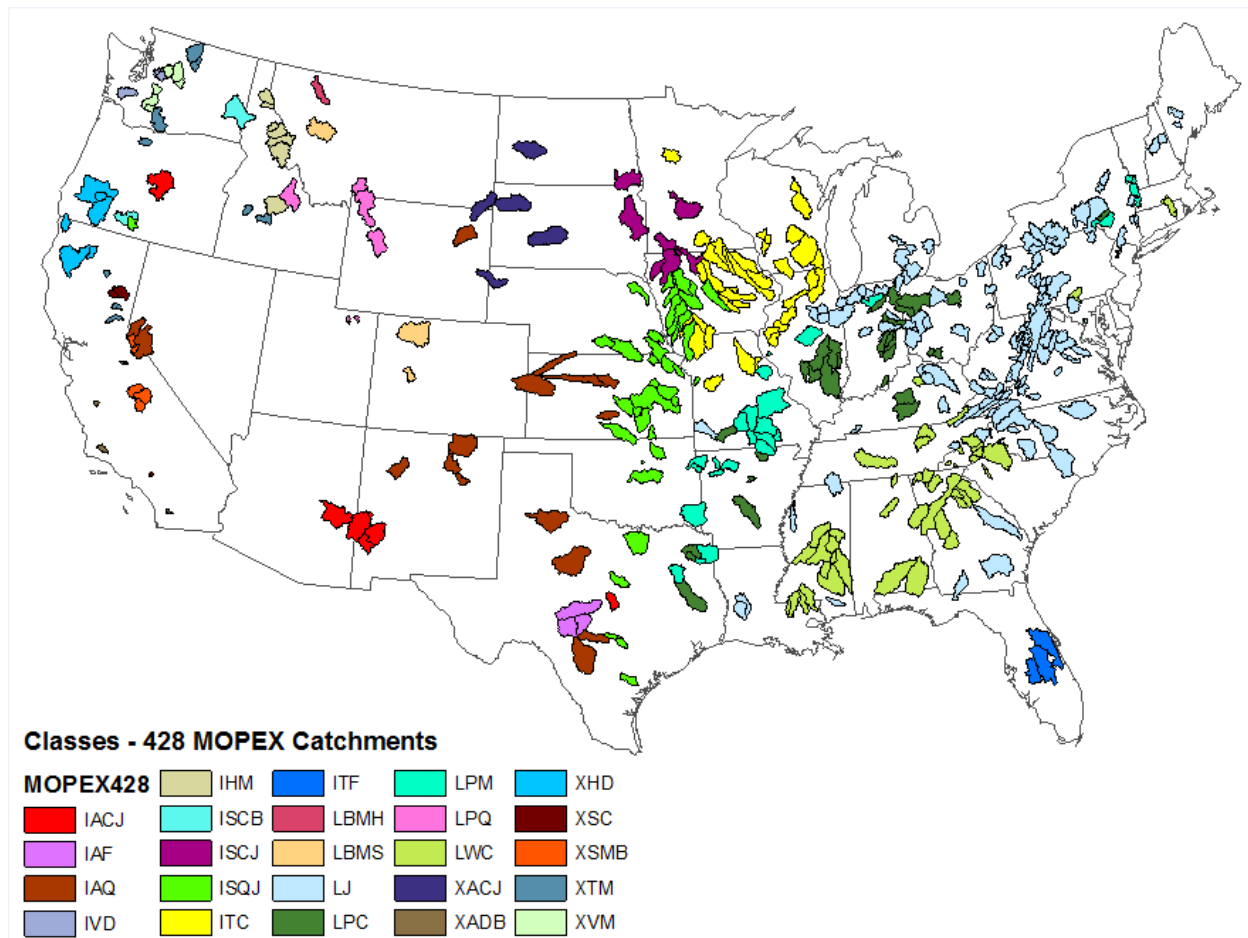 Classes - 428 MOPEX Catchments
MOPEX428 IHM ITF LPM XHD
IACJ ISCB LBMH LPQ XSC
IAF ISCJ LBMS LWC XSMB
IAQ ISQJ LJ XACJ XTM
IVD ITC LPC XADB XVM